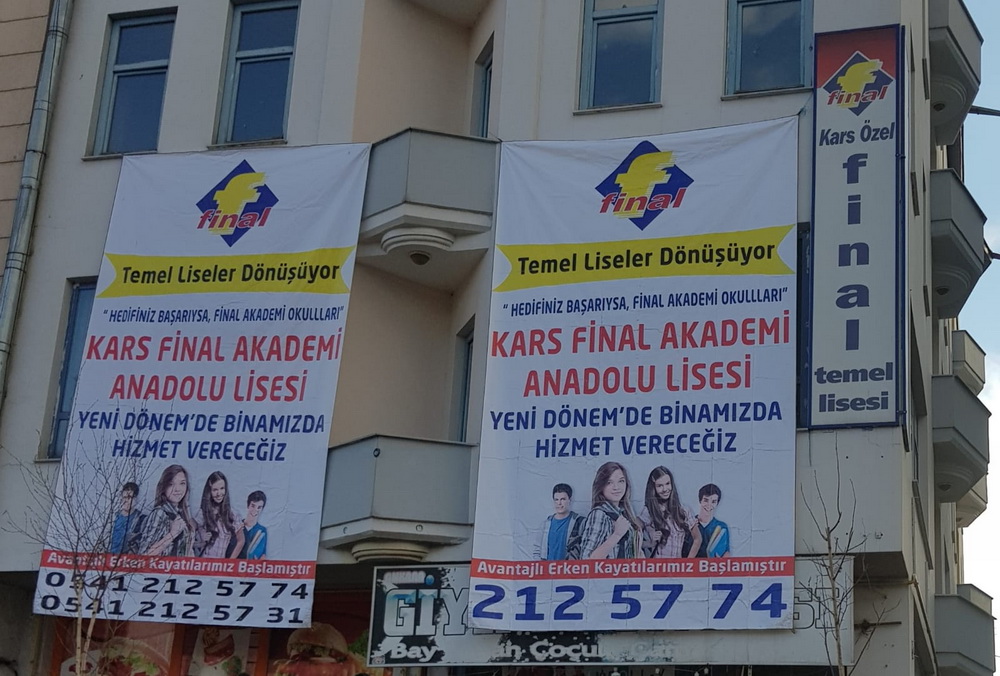 final
Temel Liseler Dönüşüyor
“ HEDİFİNİZ BAŞARIYSA, FİNAL AKADEMİ OKULLLARI”
KARS FİNAL AKADEMİ
ANADOLU LİSESİ
YENİ DÖNEM’DE BİNAMIZDA
HİZMET VERECEĞİZ
Avantajlı Erken Kayatılarımız Başlamıştır
0541 212 57 74
0541 212 57 31
final
Temel Liseler Dönüşüyor
“ HEDİFİNİZ BAŞARIYSA, FİNAL AKADEMİ OKULLLARI”
KARS FİNAL AKADEMİ
ANADOLU LİSESİ
YENİ DÖNEM’DE BİNAMIZDA
HİZMET VERECEĞİZ
Avantajlı Erken Kayatılarımız Başlamıştır
212 57 74
final
Kars Özel
final
temel
lisesi
Bay